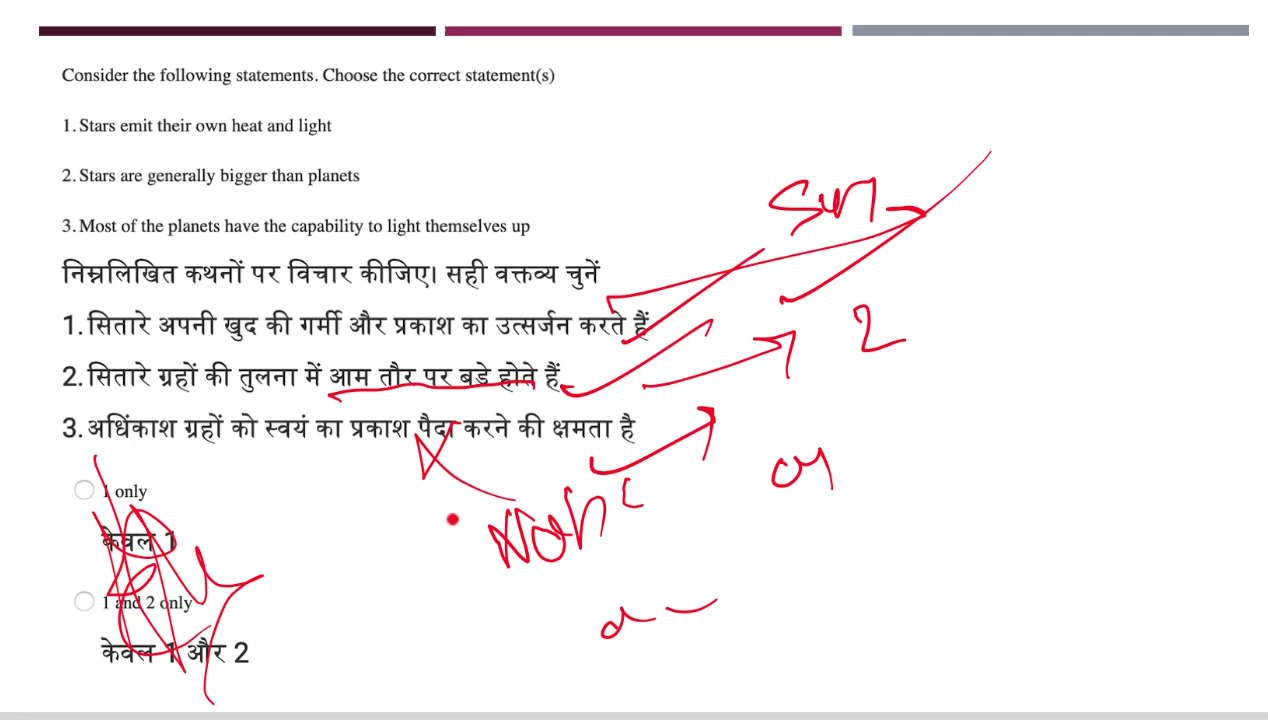 Consider the following statements. Choose the correct statement(s)
1. Stars emit their own heat and light
2. Stars are generally bigger than planets
3. Most of the planets have the capability to light themselves up
निम्नलिखित कथनों पर विचार कीजिए। सही वक्तव्य चुनें
1. सितारे अपनी खुद की गर्मी और प्रकाश का उत्सर्जन करते हैं
2. सितारे ग्रहों की तुलना में आम तौर पर बडे होते हैं
3. अधिंकाश ग्रहों को स्वयं का प्रकाश पैदा करने की क्षमता है
Sun
2
1 only
केवल 1
1 and 2 only
केवल 1 और 2